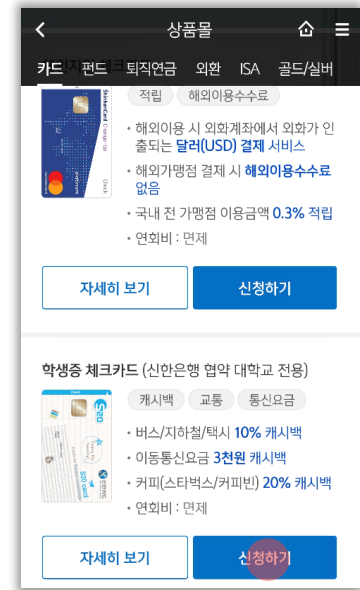 상품몰
카드 펀드 퇴직연금 외환 ISA 골드/실버
적립 해외이용수수료
ShinhanCard Change-Up
Check
platinum
mastercard
• 해외이용 시 외화계좌에서 외화가 인
출되는 달러(USD) 결제 서비스
• 해외가맹점 결제 시 해외이용수수료
없음
• 국내 전 가맹점 이용금액 0.3% 적립
• 연회비 : 면제
자세히 보기 신청하기
학생증 체크카드 (신한은행 협약 대학교 전용)
캐시백 교통 통신요금
S20
S20 card
• 버스/지하철/택시 10% 캐시백
• 이동통신요금 3천원 캐시백
• 커피(스타벅스/커피빈) 20% 캐시백
• 연회비 : 면제
자세히 보기 신청하기